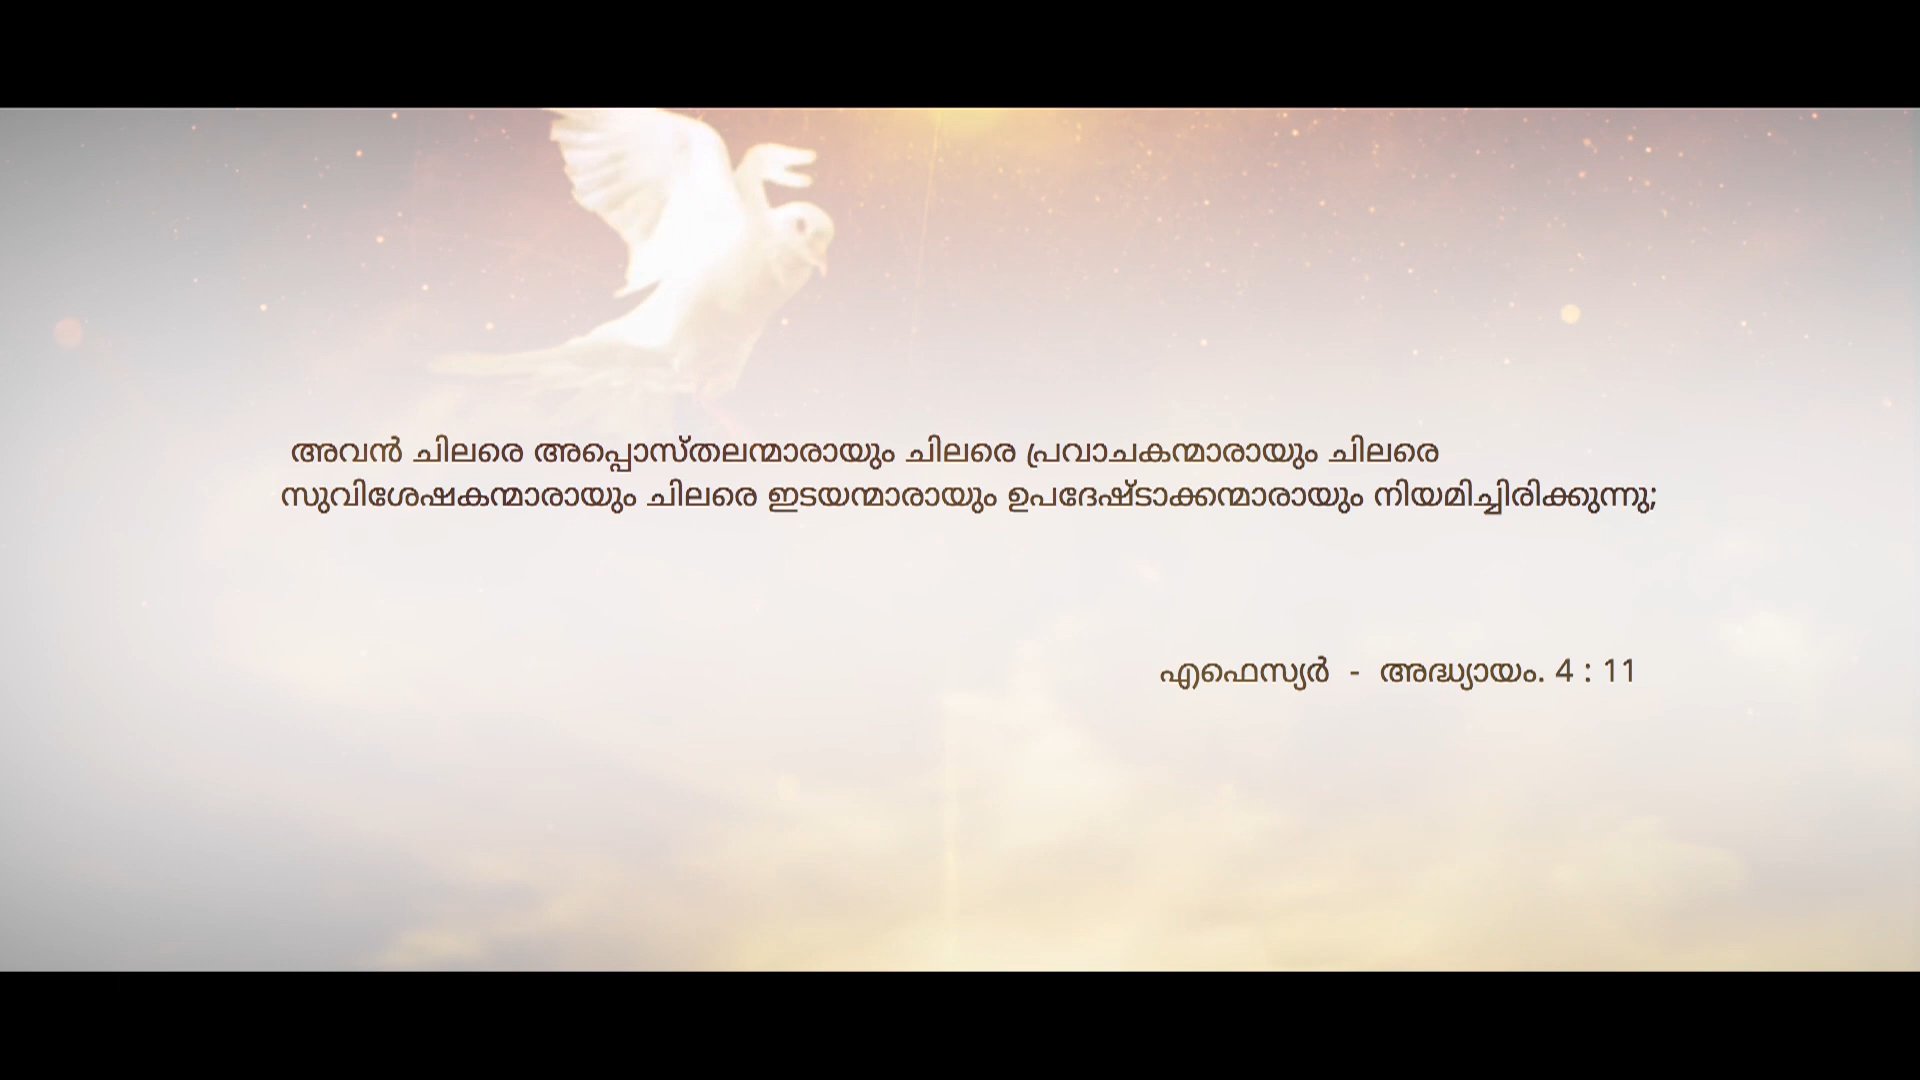 അവൻ ചിലരെ അപ്പൊസ്തലന്മാരായും ചിലരെ പ്രവാചകന്മാരായും ചിലരെ
സുവിശേഷകന്മാരായും ചിലരെ ഇടയന്മാരായും ഉപദേഷ്ടാക്കന്മാരായും നിയമിച്ചിരിക്കുന്നു;
എഫെസ്യർ - അദ്ധ്യായം. 4 : 11